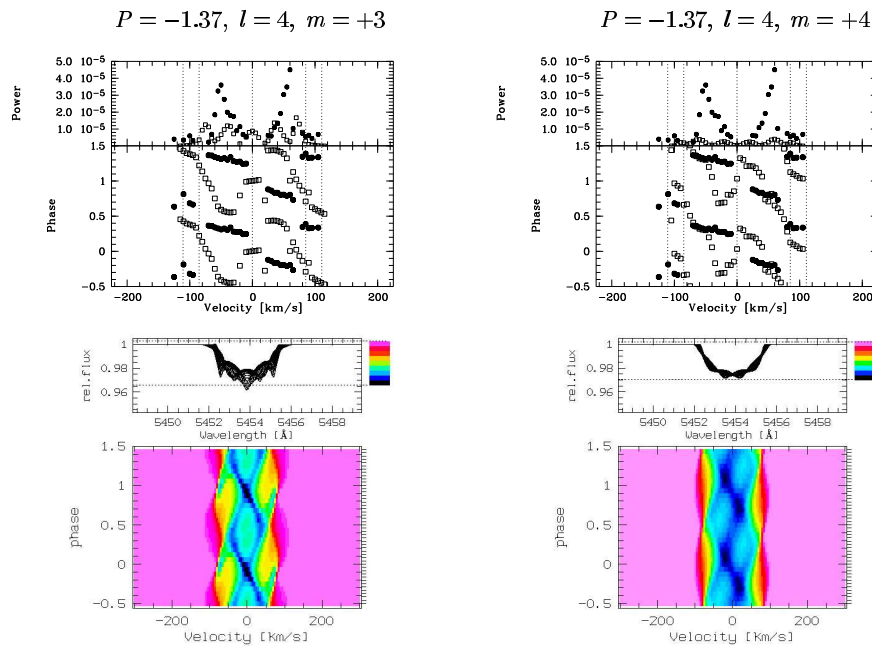 P = −1.37, l = 4, m = +3
Power
5.0 10⁻⁵
4.0 10⁻⁵
3.0 10⁻⁵
2.0 10⁻⁵
1.0 10⁻⁵
Phase
1.5
1
0.5
0
−0.5
−200 −100 0 100 200
Velocity [km/s]
rel.flux
1
0.98
0.96
5450 5452 5454 5456 5458
Wavelength [Å]
phase
1.5
1
0.5
0
−0.5
−200 0 200
Velocity [Km/s]
P = −1.37, l = 4, m = +4
Power
5.0 10⁻⁵
4.0 10⁻⁵
3.0 10⁻⁵
2.0 10⁻⁵
1.0 10⁻⁵
Phase
1.5
1
0.5
0
−0.5
−200 −100 0 100 200
Velocity [km/s]
rel.flux
1
0.98
0.96
5450 5452 5454 5456 5458
Wavelength [Å]
phase
1.5
1
0.5
0
−0.5
−200 0 200
Velocity [Km/s]